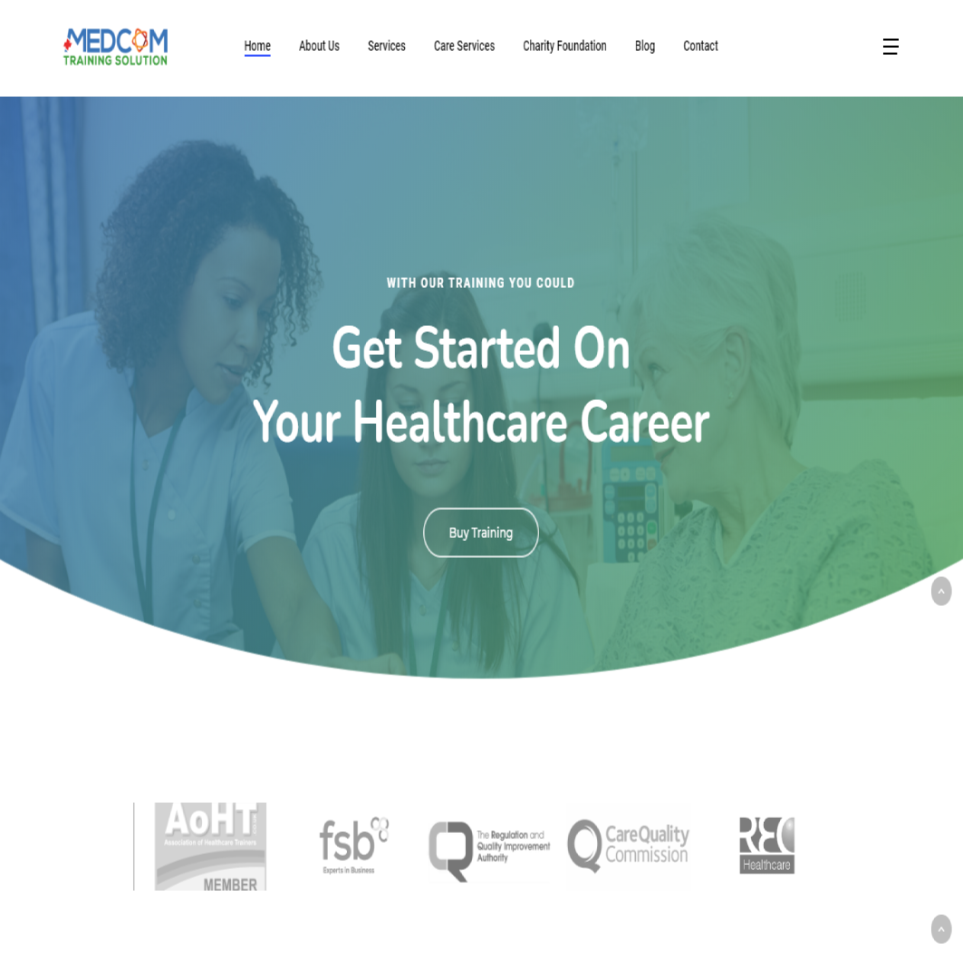 MEDCOM
TRAINING SOLUTION
Home About Us Services Care Services Charity Foundation Blog Contact
WITH OUR TRAINING YOU COULD
Get Started On
Your Healthcare Career
Buy Training
AoHT
Association of Healthcare Trainers
MEMBER
fsb
Experts in Business
The Regulation and
Quality Improvement
Authority
CareQuality
Commission
REC
Healthcare